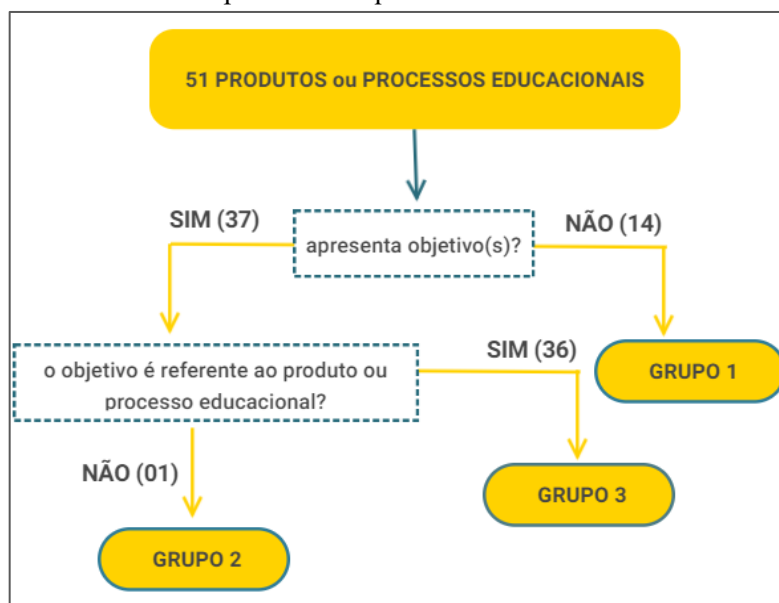 51 PRODUTOS ou PROCESSOS EDUCACIONAIS
SIM (37)
apresenta objetivo(s)?
NÃO (14)
o objetivo é referente ao produto ou
processo educacional?
SIM (36)
GRUPO 1
NÃO (01)
GRUPO 3
GRUPO 2